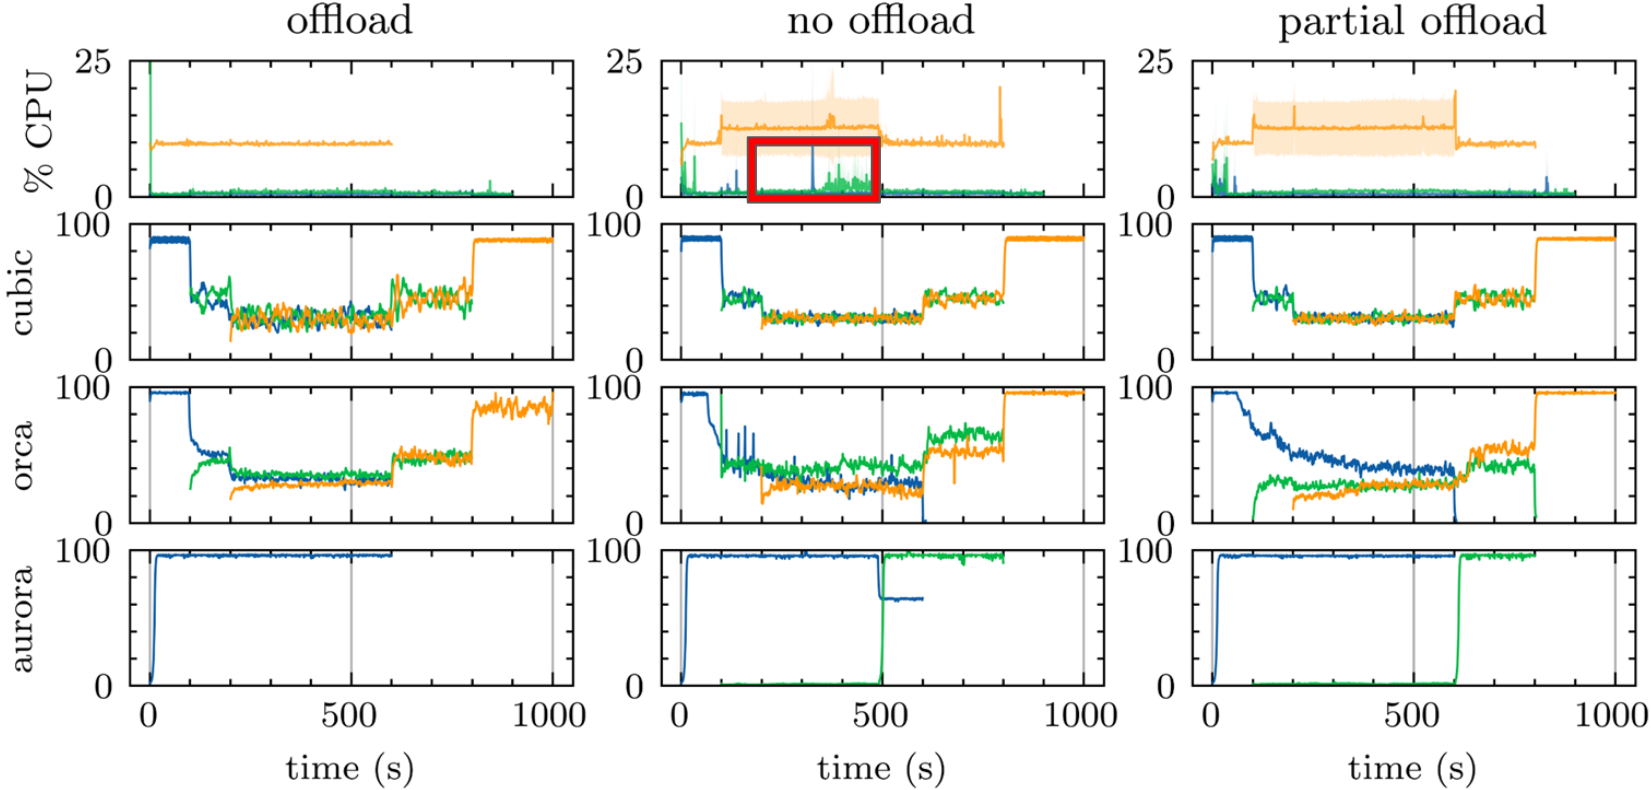 offload no offload partial offload
% CPU 25 0 25 0 25 0
cubic 100 0 100 0 100 0
orca 100 0 100 0 100 0
aurora 100 0 100 0 100 0
0 500 1000 0 500 1000 0 500 1000
time (s) time (s) time (s)